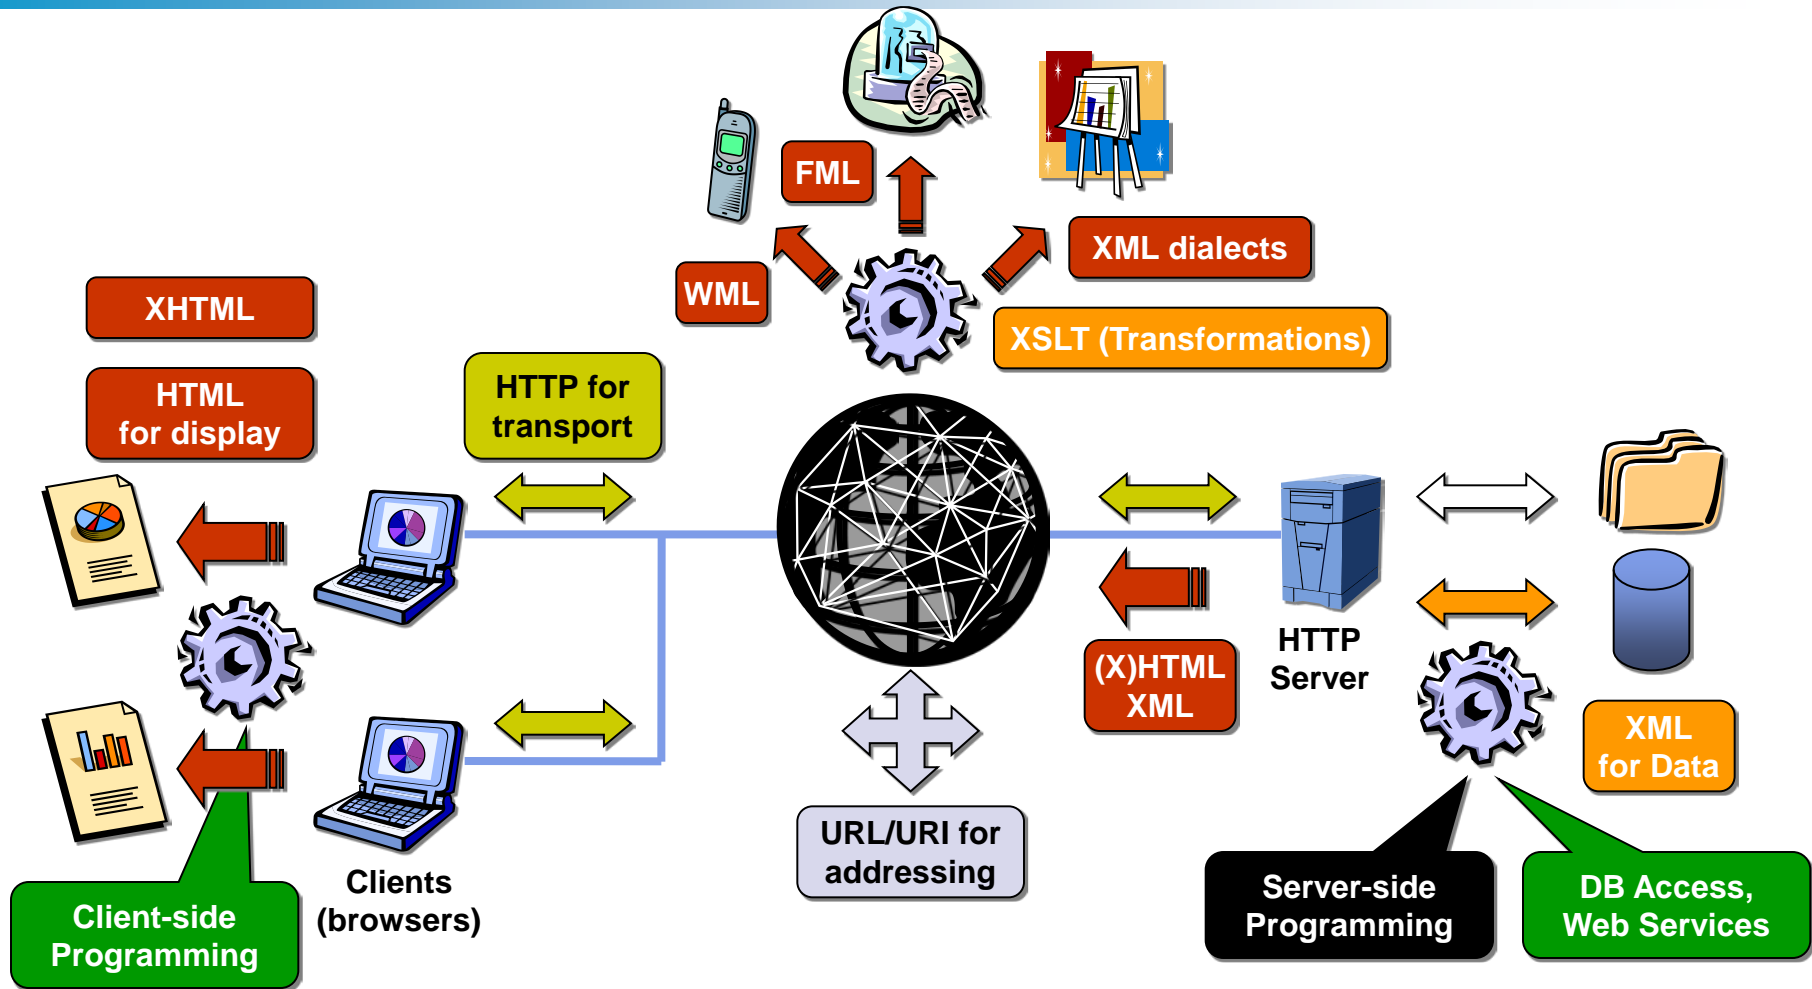 FML
XML dialects
WML
XSLT (Transformations)
XHTML
HTML
for display
HTTP for
transport
(X)HTML
XML
HTTP
Server
XML
for Data
URL/URI for
addressing
Clients
(browsers)
Client-side
Programming
Server-side
Programming
DB Access,
Web Services